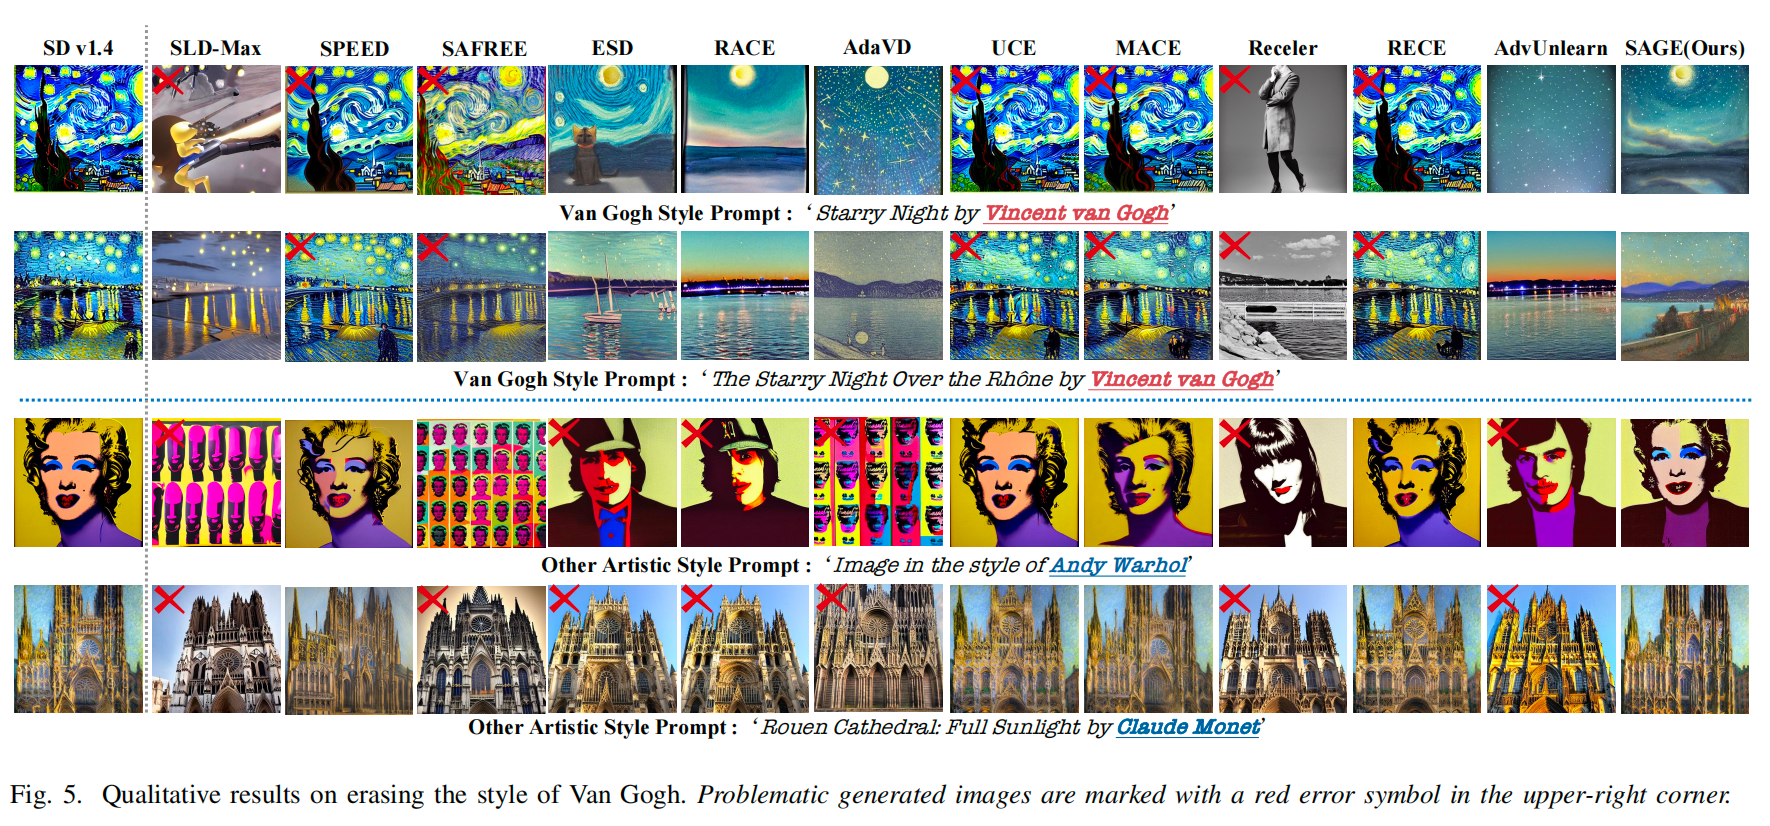 SD v1.4 SLD-Max SPEED SAFREE ESD RACE AdaVD UCE MACE Receler RECE AdvUnlearn SAGE(Ours)
Van Gogh Style Prompt : ‘ Starry Night by Vincent van Gogh’
Van Gogh Style Prompt : ‘ The Starry Night Over the Rhône by Vincent van Gogh’
Other Artistic Style Prompt : ‘ Image in the style of Andy Warhol’
Other Artistic Style Prompt : ‘ Rouen Cathedral: Full Sunlight by Claude Monet’
Fig. 5. Qualitative results on erasing the style of Van Gogh. Problematic generated images are marked with a red error symbol in the upper-right corner.